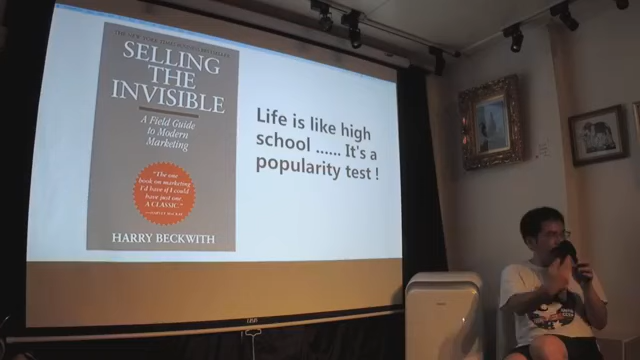 THE NEW YORK TIMES BUSINESS BESTSELLER
SELLING
THE
INVISIBLE
A Field Guide
to Modern
Marketing
"The one
book on marketing
I'd have if I could
have just one.
A CLASSIC."
HARRY BECKWITH
Life is like high
school ...... It's a
popularity test !